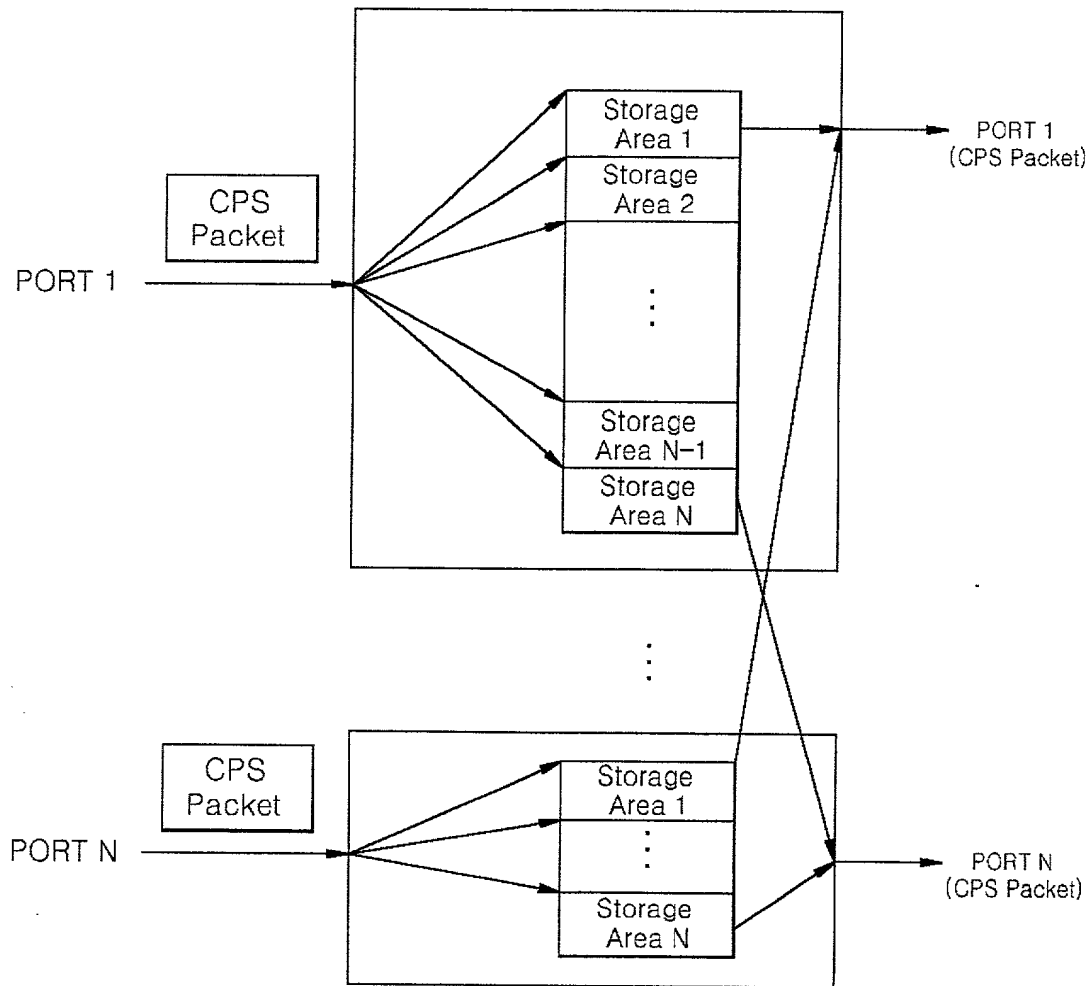 Storage
Area 1
Storage
Area 2
PORT 1
(CPS Packet)
CPS
Packet
PORT 1
Storage
Area N-1
Storage
Area N
CPS
Packet
PORT N
Storage
Area 1
Storage
Area N
PORT N
(CPS Packet)